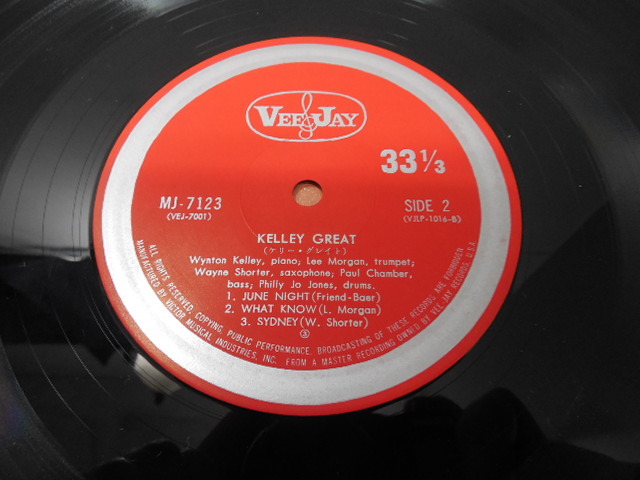 VEE JAY
33 1/3
MJ-7123
(VEJ-7001)
SIDE 2
(VJLP-1016-B)
KELLEY GREAT
(ケリー・グレイト)
Wynton Kelley, piano; Lee Morgan, trumpet;
Wayne Shorter, saxophone; Paul Chamber,
bass; Philly Jo Jones, drums.
1. JUNE NIGHT (Friend-Baer)
2. WHAT KNOW (L. Morgan)
3. SYDNEY (W. Shorter)
③
ALL RIGHTS RESERVED. COPYING, PUBLIC PERFORMANCE, BROADCASTING OF THESE RECORDS ARE FORBIDDEN
MANUFACTURED BY VICTOR MUSICAL INDUSTRIES, INC. FROM A MASTER RECORDING OWNED BY VEE JAY RECORDS, U.S.A.